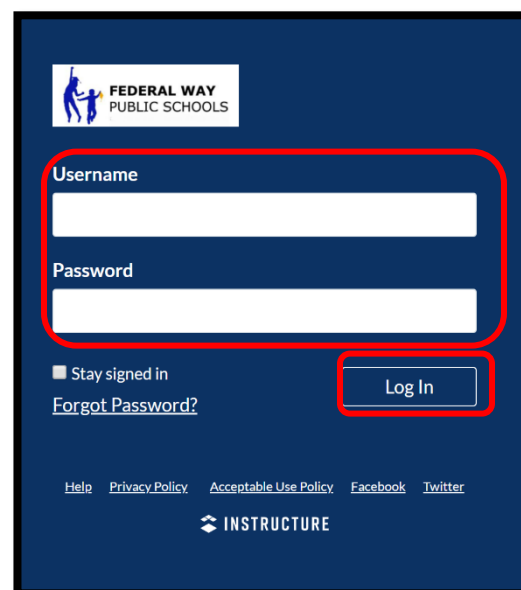 FEDERAL WAY
PUBLIC SCHOOLS
Username
Password
Stay signed in
Log In
Forgot Password?
Help Privacy Policy Acceptable Use Policy Facebook Twitter
INSTRUCTURE